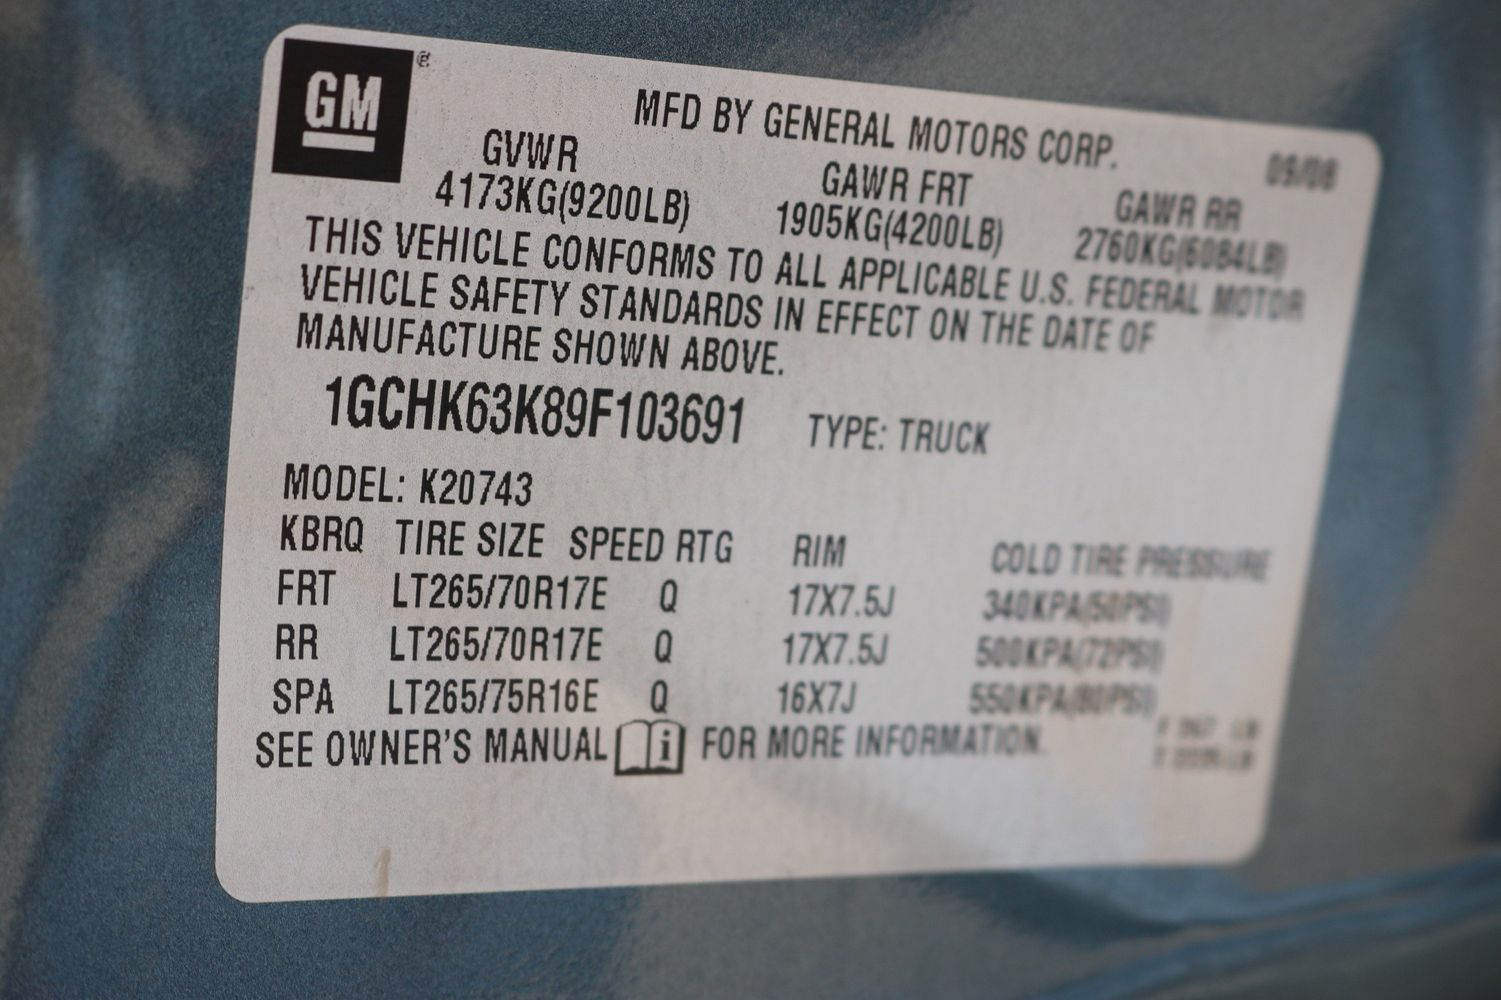 GM ®
MFD BY GENERAL MOTORS CORP. 09/08
GVWR GAWR FRT GAWR RR
4173KG(9200LB) 1905KG(4200LB) 2760KG(6084LB)
THIS VEHICLE CONFORMS TO ALL APPLICABLE U.S. FEDERAL MOTOR
VEHICLE SAFETY STANDARDS IN EFFECT ON THE DATE OF
MANUFACTURE SHOWN ABOVE.
1GCHK63K89F103691 TYPE: TRUCK
MODEL: K20743
KBRQ TIRE SIZE SPEED RTG RIM COLD TIRE PRESSURE
FRT LT265/70R17E Q 17X7.5J 340KPA(50PSI)
RR LT265/70R17E Q 17X7.5J 500KPA(72PSI)
SPA LT265/75R16E Q 16X7J 550KPA(80PSI)
SEE OWNER'S MANUAL i FOR MORE INFORMATION.